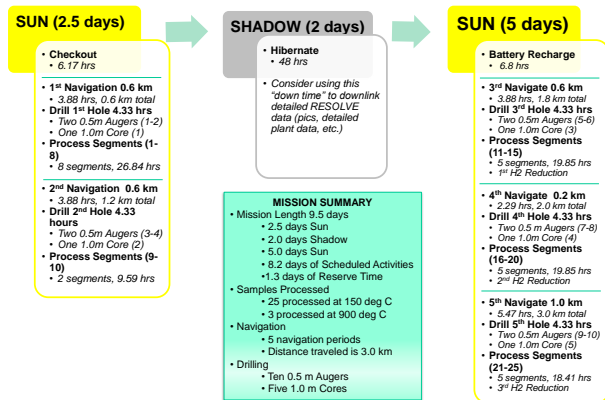 SUN (2.5 days)
• Checkout
• 6.17 hrs
• 1st Navigation 0.6 km
• 3.88 hrs, 0.6 km total
• Drill 1st Hole 4.33 hrs
• Two 0.5m Augers (1-2)
• One 1.0m Core (1)
• Process Segments (1-
8)
• 8 segments, 26.84 hrs
• 2nd Navigation 0.6 km
• 3.88 hrs, 1.2 km total
• Drill 2nd Hole 4.33
hours
• Two 0.5m Augers (3-4)
• One 1.0m Core (2)
• Process Segments (9-
10)
• 2 segments, 9.59 hrs
SHADOW (2 days)
• Hibernate
• 48 hrs
• Consider using this
“down time” to downlink
detailed RESOLVE
data (pics, detailed
plant data, etc.)
MISSION SUMMARY
• Mission Length 9.5 days
• 2.5 days Sun
• 2.0 days Shadow
• 5.0 days Sun
• 8.2 days of Scheduled Activities
• 1.3 days of Reserve Time
• Samples Processed
• 25 processed at 150 deg C
• 3 processed at 900 deg C
• Navigation
• 5 navigation periods
• Distance traveled is 3.0 km
• Drilling
• Ten 0.5 m Augers
• Five 1.0 m Cores
SUN (5 days)
• Battery Recharge
• 6.8 hrs
• 3rd Navigate 0.6 km
• 3.88 hrs, 1.8 km total
• Drill 3rd Hole 4.33 hrs
• Two 0.5m Augers (5-6)
• One 1.0m Core (3)
• Process Segments
(11-15)
• 5 segments, 19.85 hrs
• 1st H2 Reduction
• 4th Navigate 0.2 km
• 2.29 hrs, 2.0 km total
• Drill 4th Hole 4.33 hrs
• Two 0.5 m Augers (7-8)
• One 1.0m Core (4)
• Process Segments
(16-20)
• 5 segments, 19.85 hrs
• 2nd H2 Reduction
• 5th Navigate 1.0 km
• 5.47 hrs, 3.0 km total
• Drill 5th Hole 4.33 hrs
• Two 0.5m Augers (9-10)
• One 1.0m Core (5)
• Process Segments
(21-25)
• 5 segments, 18.41 hrs
• 3rd H2 Reduction